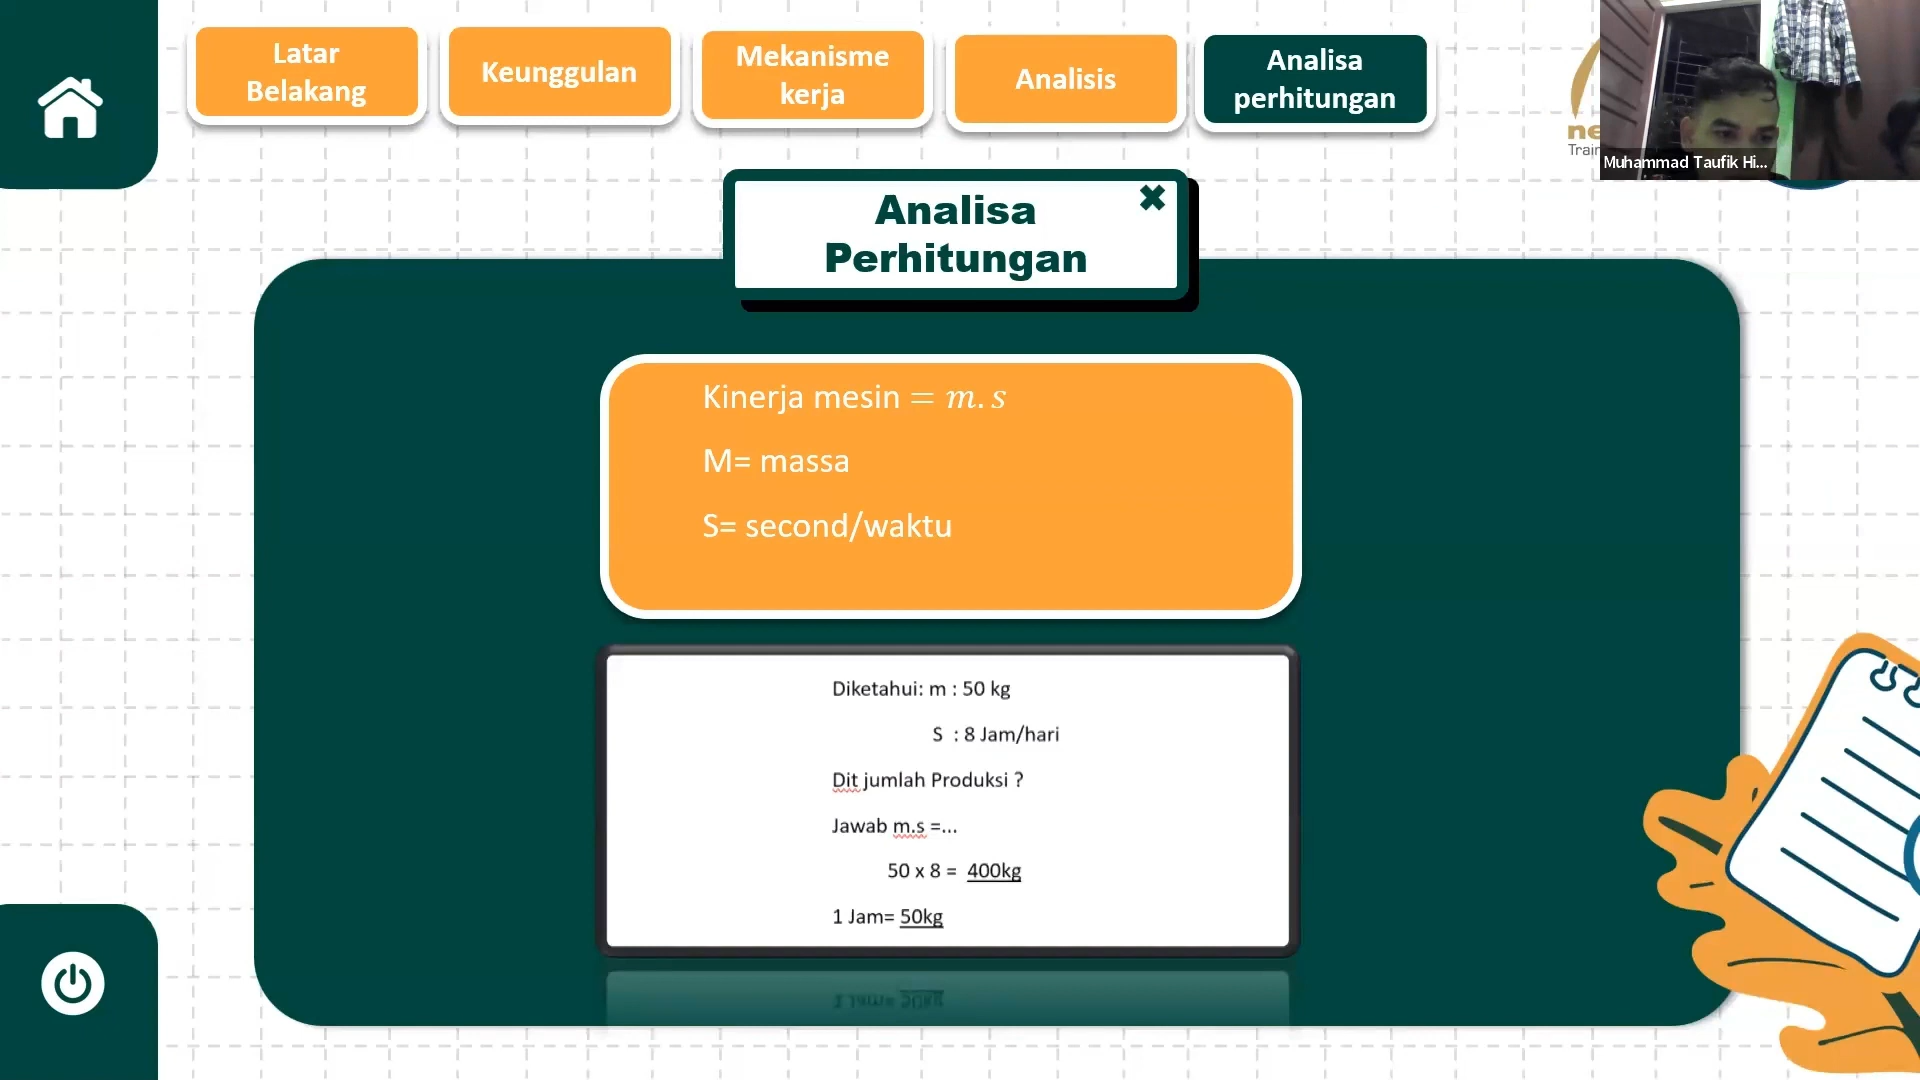 Latar
Belakang
Keunggulan
Mekanisme
kerja
Analisis
Analisa
perhitungan
Muhammad Taufik Hi...
Analisa
Perhitungan
Kinerja mesin = m.s
M= massa
S= second/waktu
Diketahui: m : 50 kg
S : 8 Jam/hari
Dit jumlah Produksi ?
Jawab m.s =...
50 x 8 = 400kg
1 Jam= 50kg